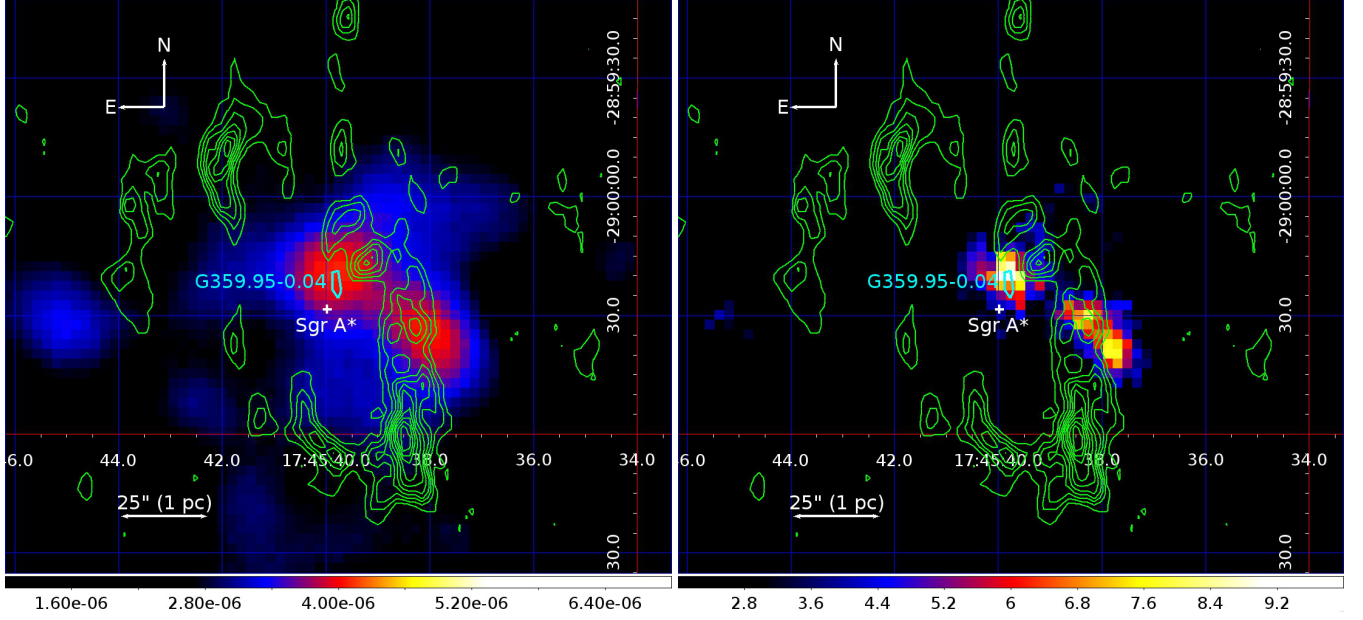 N
E
-28:59:30.0
-29:00:00.0
G359.95-0.04
30.0
Sgr A*
6.0 44.0 42.0 17:45:40.0 38.0 36.0 34.0
25" (1 pc)
30.0
1.60e-06 2.80e-06 4.00e-06 5.20e-06 6.40e-06
N
E
-28:59:30.0
-29:00:00.0
G359.95-0.04
30.0
Sgr A*
6.0 44.0 42.0 17:45:40.0 38.0 36.0 34.0
25" (1 pc)
30.0
2.8 3.6 4.4 5.2 6 6.8 7.6 8.4 9.2